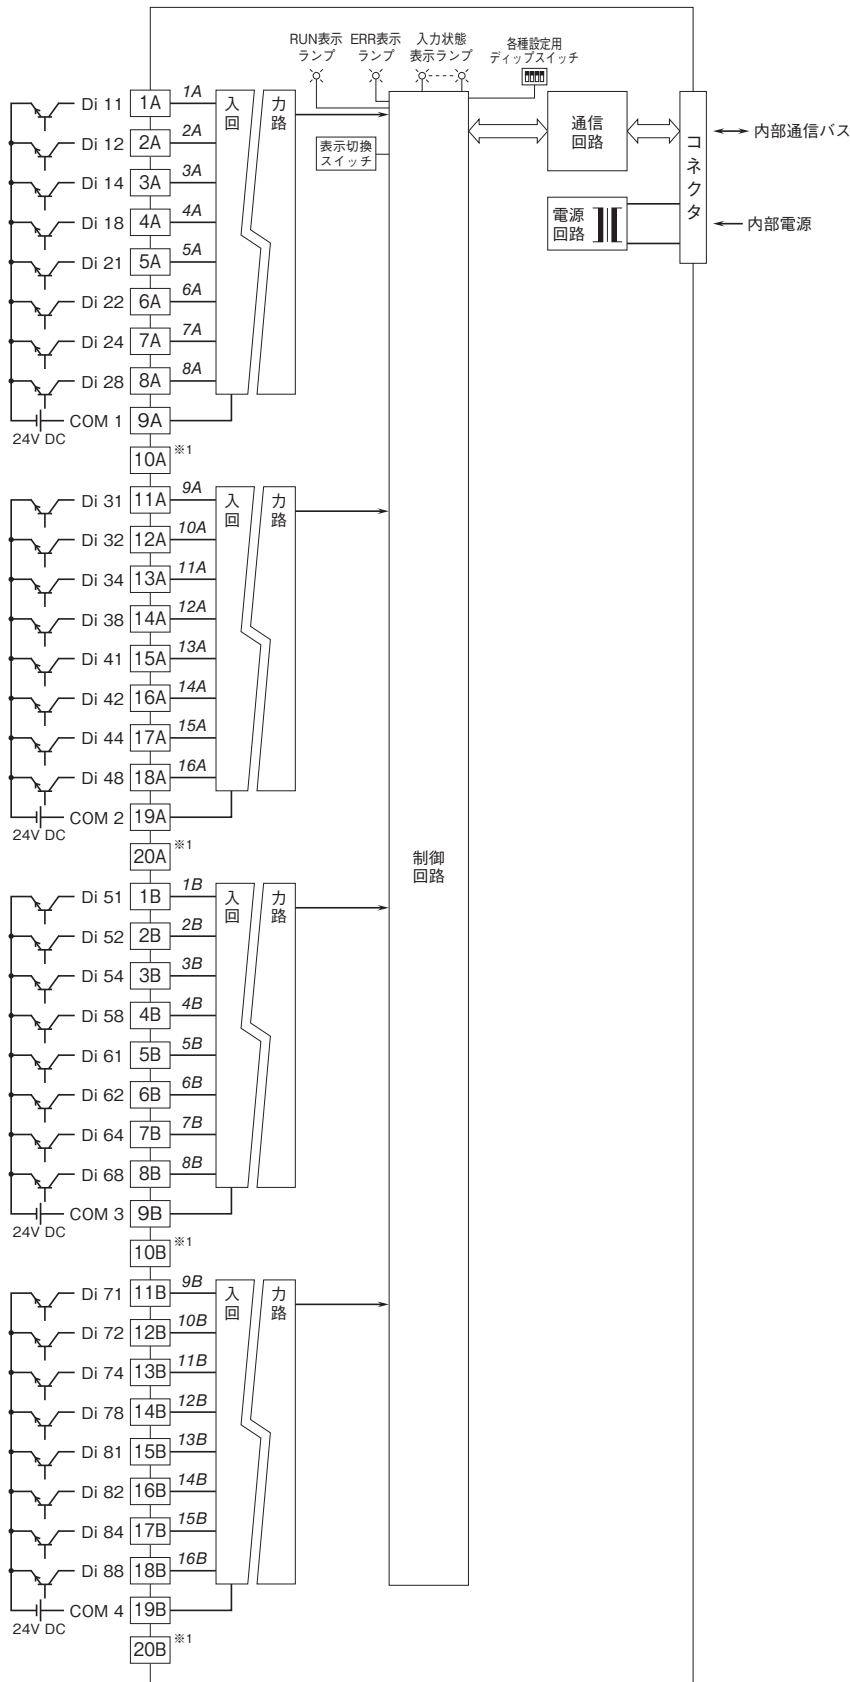 RUN表示
ランプ
ERR表示
ランプ
入力状態
表示ランプ
各種設定用
ディップスイッチ
Di 11 1A 1A
Di 12 2A 2A
Di 14 3A 3A
Di 18 4A 4A
Di 21 5A 5A
Di 22 6A 6A
Di 24 7A 7A
Di 28 8A 8A
COM 1 9A
24V DC
10A ※1
入 力
回 路
表示切換
スイッチ
通信
回路
コネクタ
内部通信バス
電源
回路
内部電源
Di 31 11A 9A
Di 32 12A 10A
Di 34 13A 11A
Di 38 14A 12A
Di 41 15A 13A
Di 42 16A 14A
Di 44 17A 15A
Di 48 18A 16A
COM 2 19A
24V DC
20A ※1
入 力
回 路
制御
回路
Di 51 1B 1B
Di 52 2B 2B
Di 54 3B 3B
Di 58 4B 4B
Di 61 5B 5B
Di 62 6B 6B
Di 64 7B 7B
Di 68 8B 8B
COM 3 9B
24V DC
10B ※1
入 力
回 路
Di 71 11B 9B
Di 72 12B 10B
Di 74 13B 11B
Di 78 14B 12B
Di 81 15B 13B
Di 82 16B 14B
Di 84 17B 15B
Di 88 18B 16B
COM 4 19B
24V DC
20B ※1
入 力
回 路